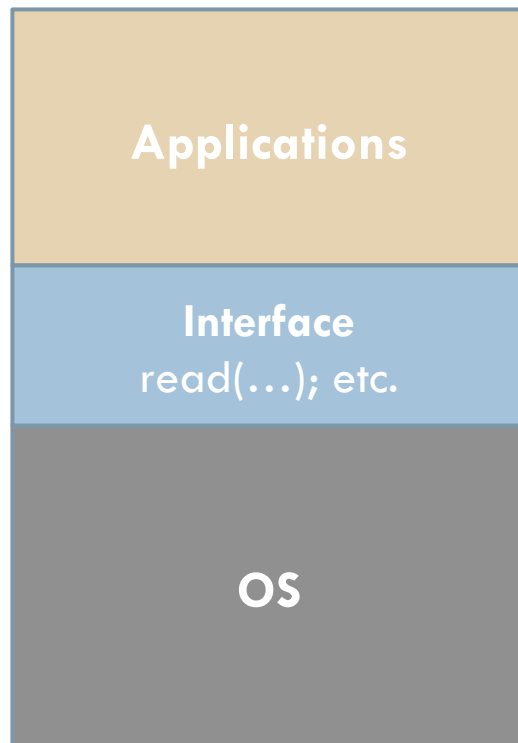 Applications
Interface
read(…); etc.
OS